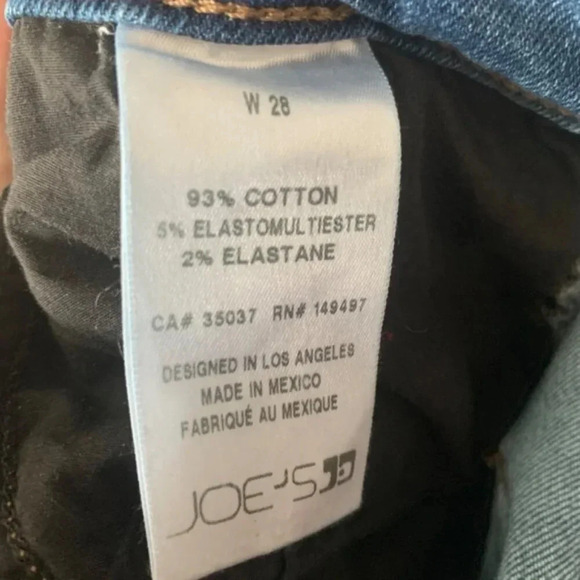 W 28
93% COTTON
5% ELASTOMULTIESTER
2% ELASTANE
CA# 35037 RN# 149497
DESIGNED IN LOS ANGELES
MADE IN MEXICO
FABRIQUÉ AU MEXIQUE
JOE'S